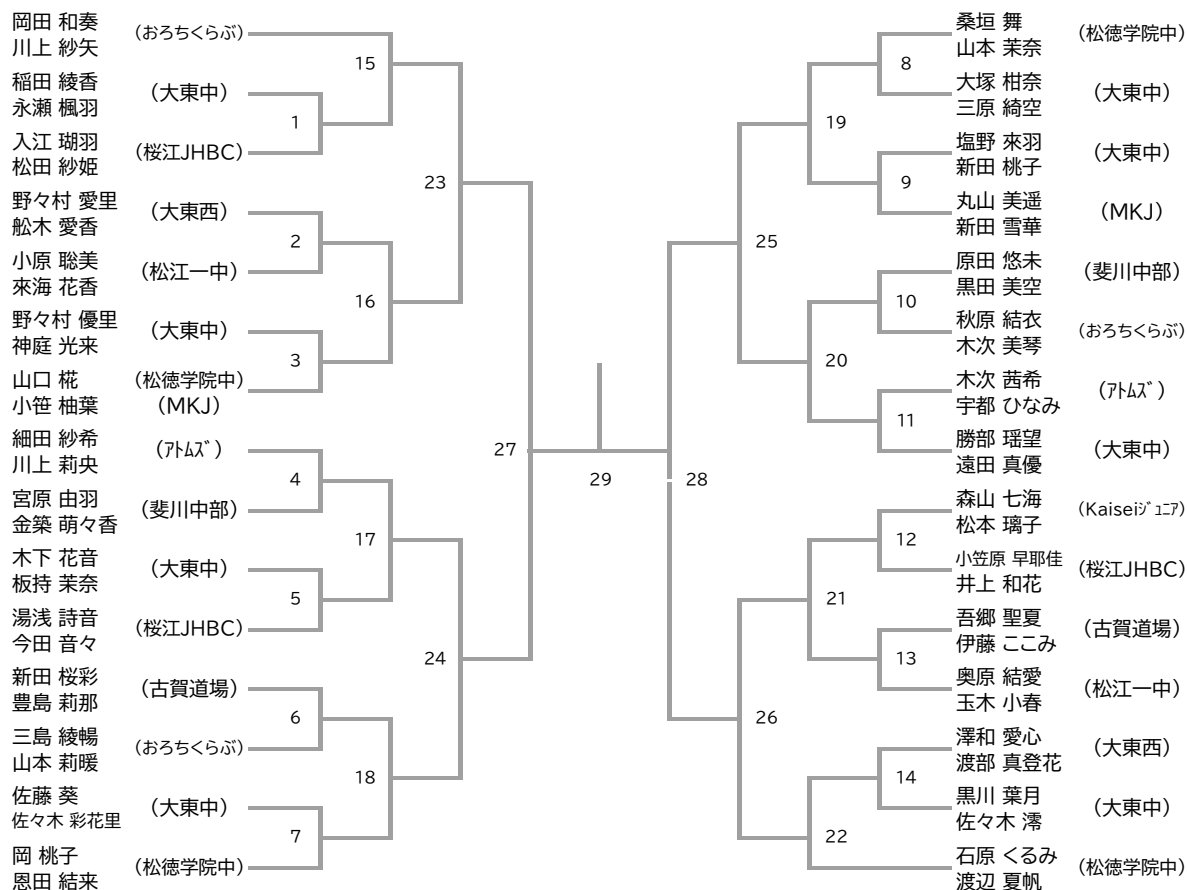 岡田 和奏
川上 紗矢
(おろちくらぶ)
稲田 綾香
永瀬 楓羽
(大東中)
入江 瑚羽
松田 紗姫
(桜江JHBC)
野々村 愛里
舩木 愛香
(大東西)
小原 聡美
來海 花香
(松江一中)
野々村 優里
神庭 光来
(大東中)
山口 椛
小笹 柚葉
(松徳学院中)
(MKJ)
細田 紗希
川上 莉央
(ｱﾄﾑｽﾞ)
宮原 由羽
金築 萌々香
(斐川中部)
木下 花音
板持 茉奈
(大東中)
湯浅 詩音
今田 音々
(桜江JHBC)
新田 桜彩
豊島 莉那
(古賀道場)
三島 綾暢
山本 莉暖
(おろちくらぶ)
佐藤 葵
佐々木 彩花里
(大東中)
岡 桃子
恩田 結来
(松徳学院中)
15
1
23
2
16
3
27
4
17
5
24
6
18
7
29
28
8
19
9
25
10
20
11
12
21
13
26
14
22
桑垣 舞
山本 茉奈
(松徳学院中)
大塚 柑奈
三原 綺空
(大東中)
塩野 來羽
新田 桃子
(大東中)
丸山 美遥
新田 雪華
(MKJ)
原田 悠未
黒田 美空
(斐川中部)
秋原 結衣
木次 美琴
(おろちくらぶ)
木次 茜希
宇都 ひなみ
(ｱﾄﾑｽﾞ)
勝部 瑶望
遠田 真優
(大東中)
森山 七海
松本 璃子
(Kaiseiｼﾞｭﾆｱ)
小笠原 早耶佳
井上 和花
(桜江JHBC)
吾郷 聖夏
伊藤 ここみ
(古賀道場)
奥原 結愛
玉木 小春
(松江一中)
澤和 愛心
渡部 真登花
(大東西)
黒川 葉月
佐々木 澪
(大東中)
石原 くるみ
渡辺 夏帆
(松徳学院中)